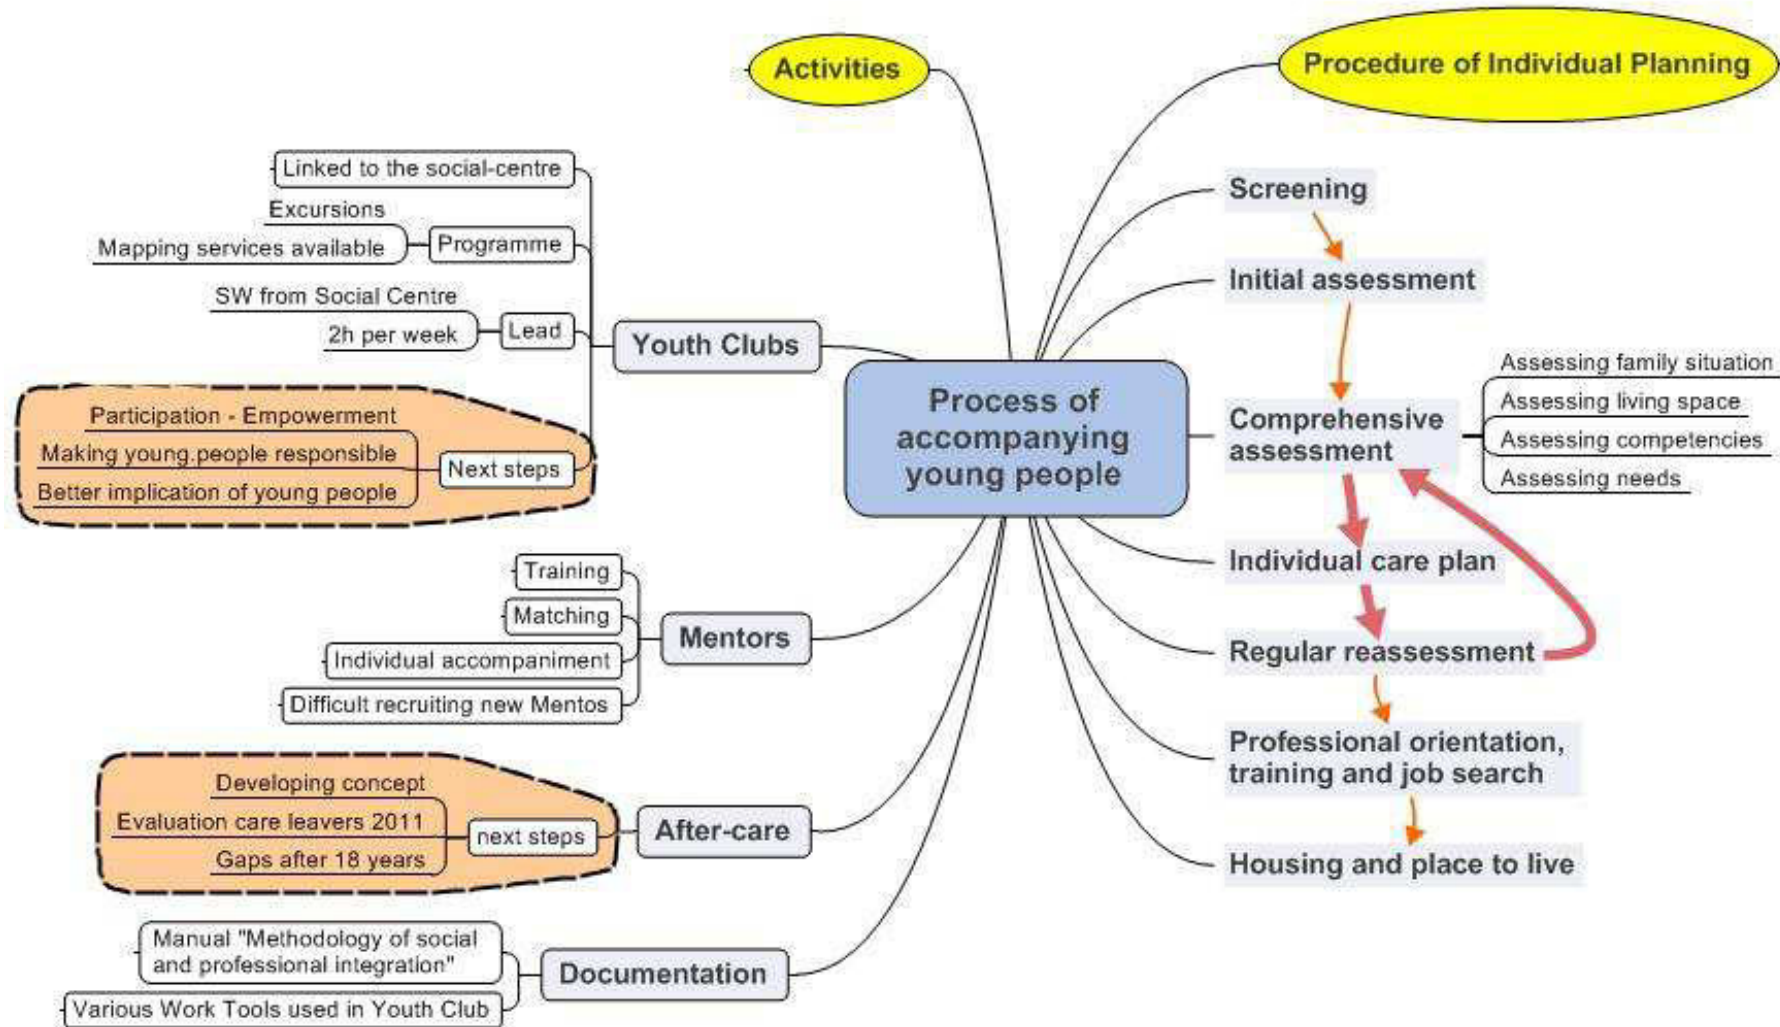 Activities
Procedure of Individual Planning
Linked to the social-centre
Excursions
Mapping services available
Programme
SW from Social Centre
2h per week
Lead
Youth Clubs
Participation - Empowerment
Making young.people responsible
Better implication of young people
Next steps
Process of
accompanying
young people
Training
Matching
Individual accompaniment
Difficult recruiting new Mentos
Mentors
Developing concept
Evaluation care leavers 2011
Gaps after 18 years
next steps
After-care
Manual "Methodology of social
and professional integration"
Various Work Tools used in Youth Club
Documentation
Screening
Initial assessment
Comprehensive
assessment
Assessing family situation
Assessing living space
Assessing competencies
Assessing needs
Individual care plan
Regular reassessment
Professional orientation,
training and job search
Housing and place to live